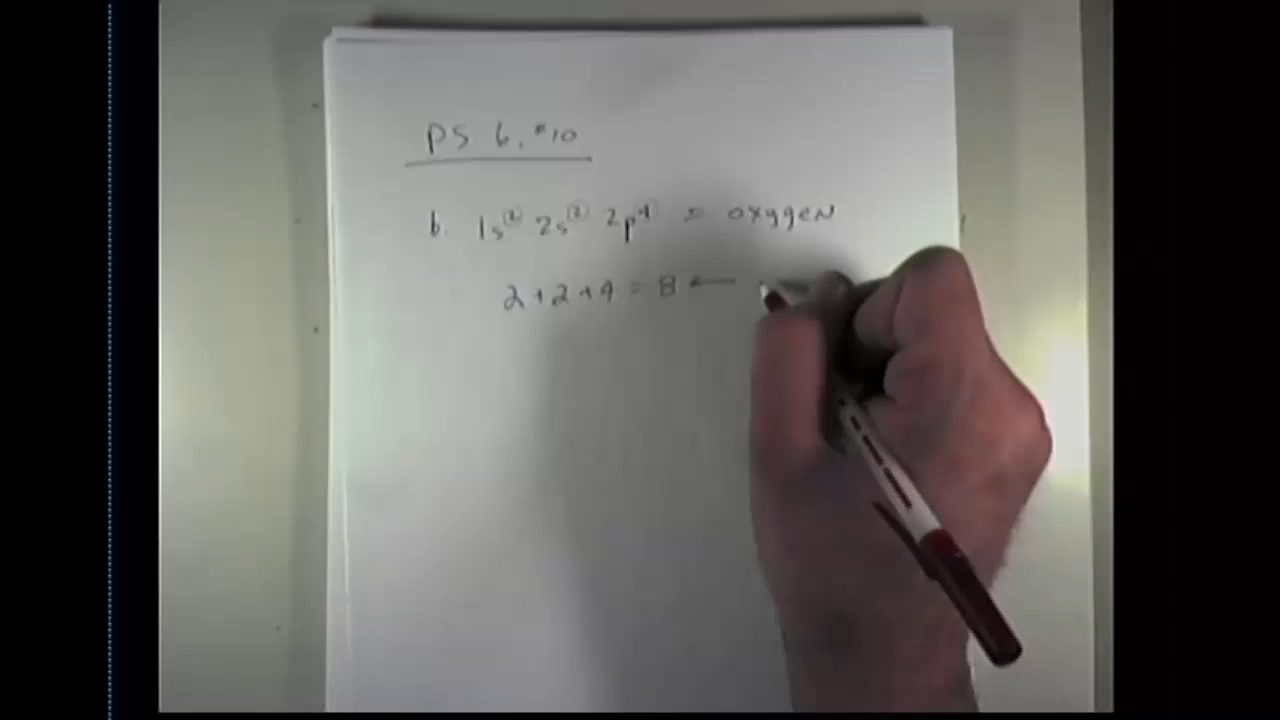 PS 6, #10
b. 1s² 2s² 2p⁴ = oxygen
2 + 2 + 4 = 8 ←